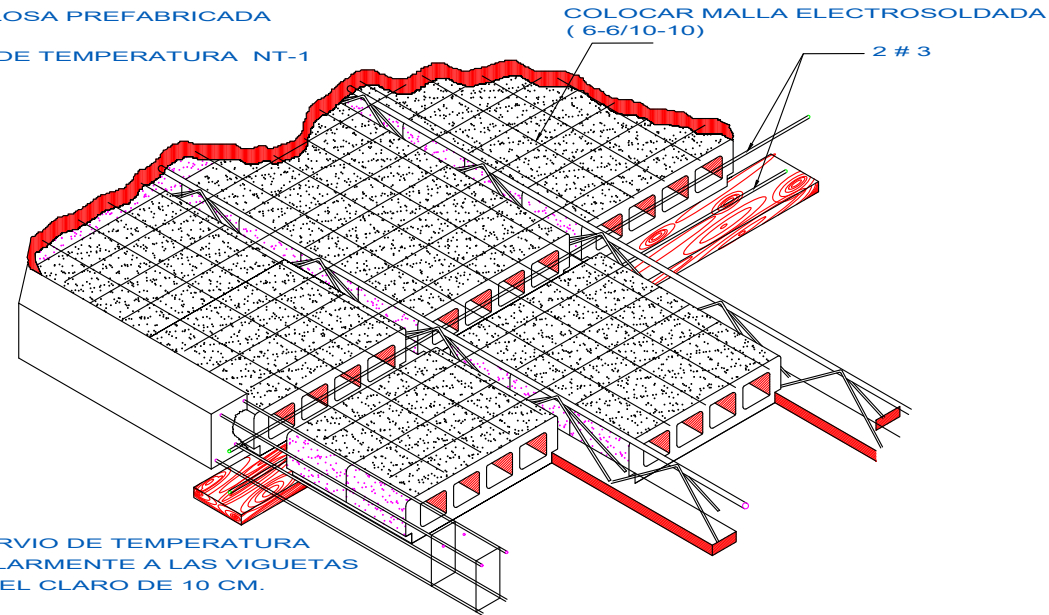 LOSA PREFABRICADA
DE TEMPERATURA NT-1
COLOCAR MALLA ELECTROSOLDADA
( 6-6/10-10)
2 # 3
RVIO DE TEMPERATURA
LARMENTE A LAS VIGUETAS
EL CLARO DE 10 CM.